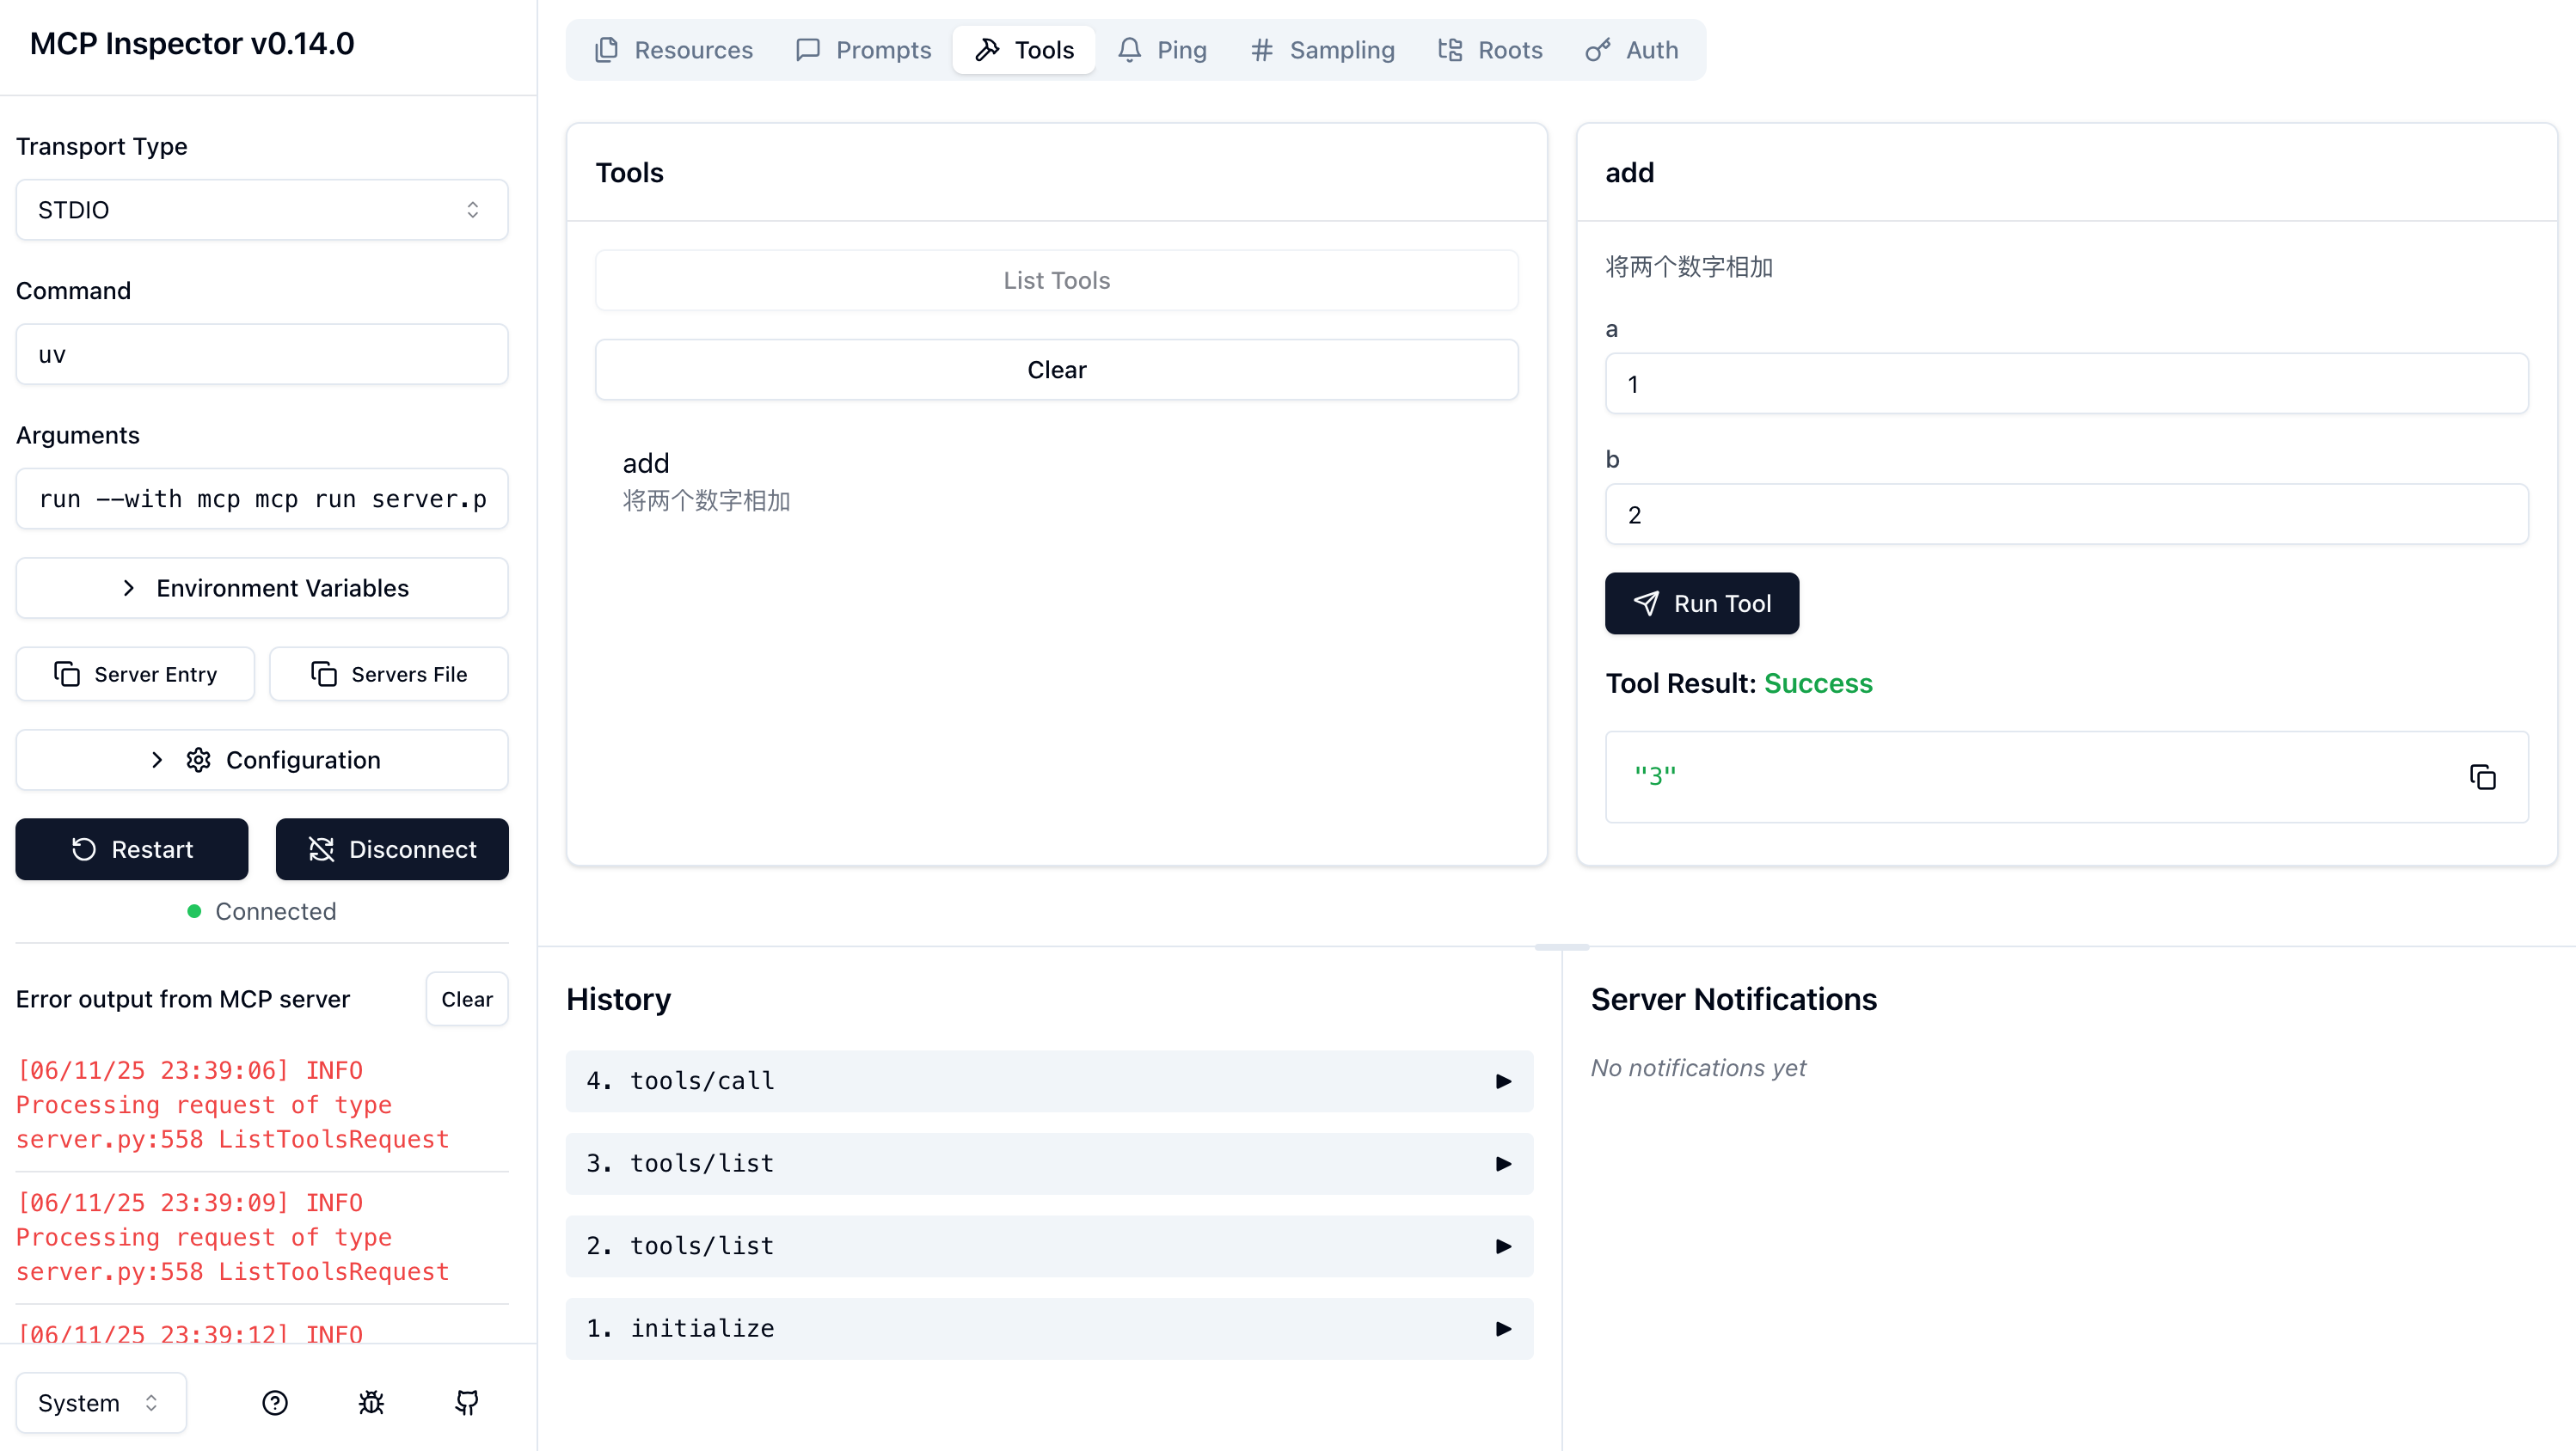 MCP Inspector v0.14.0
Transport Type
STDIO
Command
uv
Arguments
run --with mcp mcp run server.p
Environment Variables
Server Entry
Servers File
Configuration
Restart
Disconnect
Connected
Error output from MCP server
Clear
[06/11/25 23:39:06] INFO
Processing request of type
server.py:558 ListToolsRequest
[06/11/25 23:39:09] INFO
Processing request of type
server.py:558 ListToolsRequest
[06/11/25 23:39:12] INFO
System
Resources
Prompts
Tools
Ping
Sampling
Roots
Auth
Tools
List Tools
Clear
add
将两个数字相加
add
将两个数字相加
a
1
b
2
Run Tool
Tool Result: Success
"3"
History
4. tools/call
3. tools/list
2. tools/list
1. initialize
Server Notifications
No notifications yet